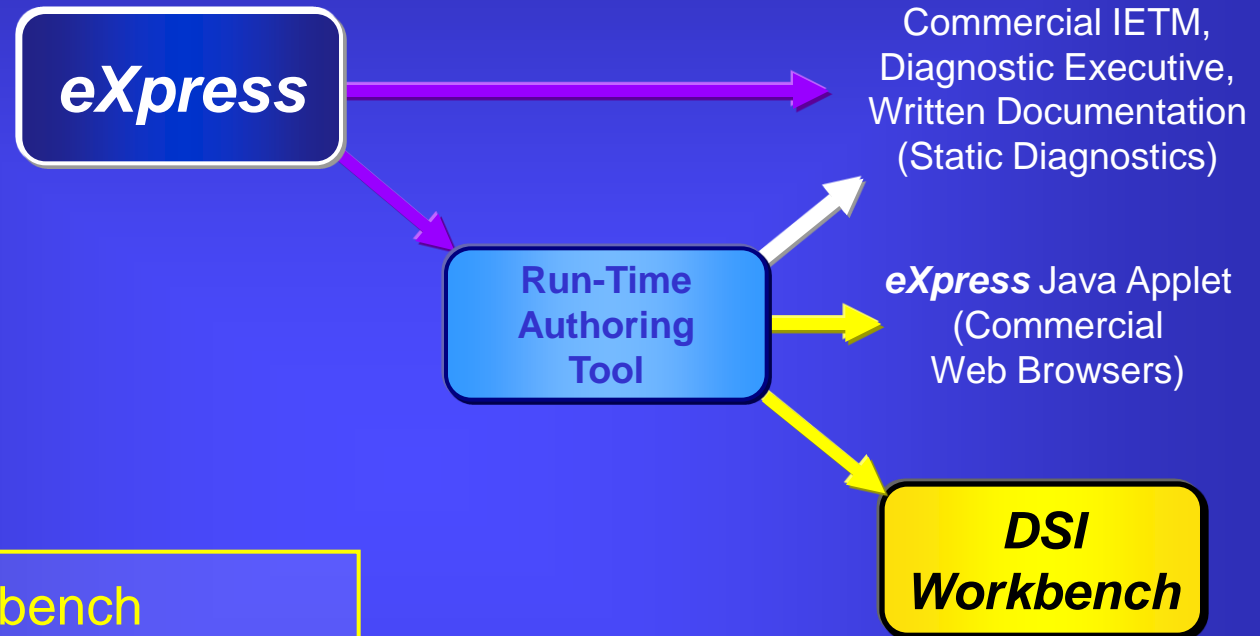 eXpress
Commercial IETM,
Diagnostic Executive,
Written Documentation
(Static Diagnostics)
Run-Time
Authoring
Tool
eXpress Java Applet
(Commercial
Web Browsers)
DSI
Workbench
bench